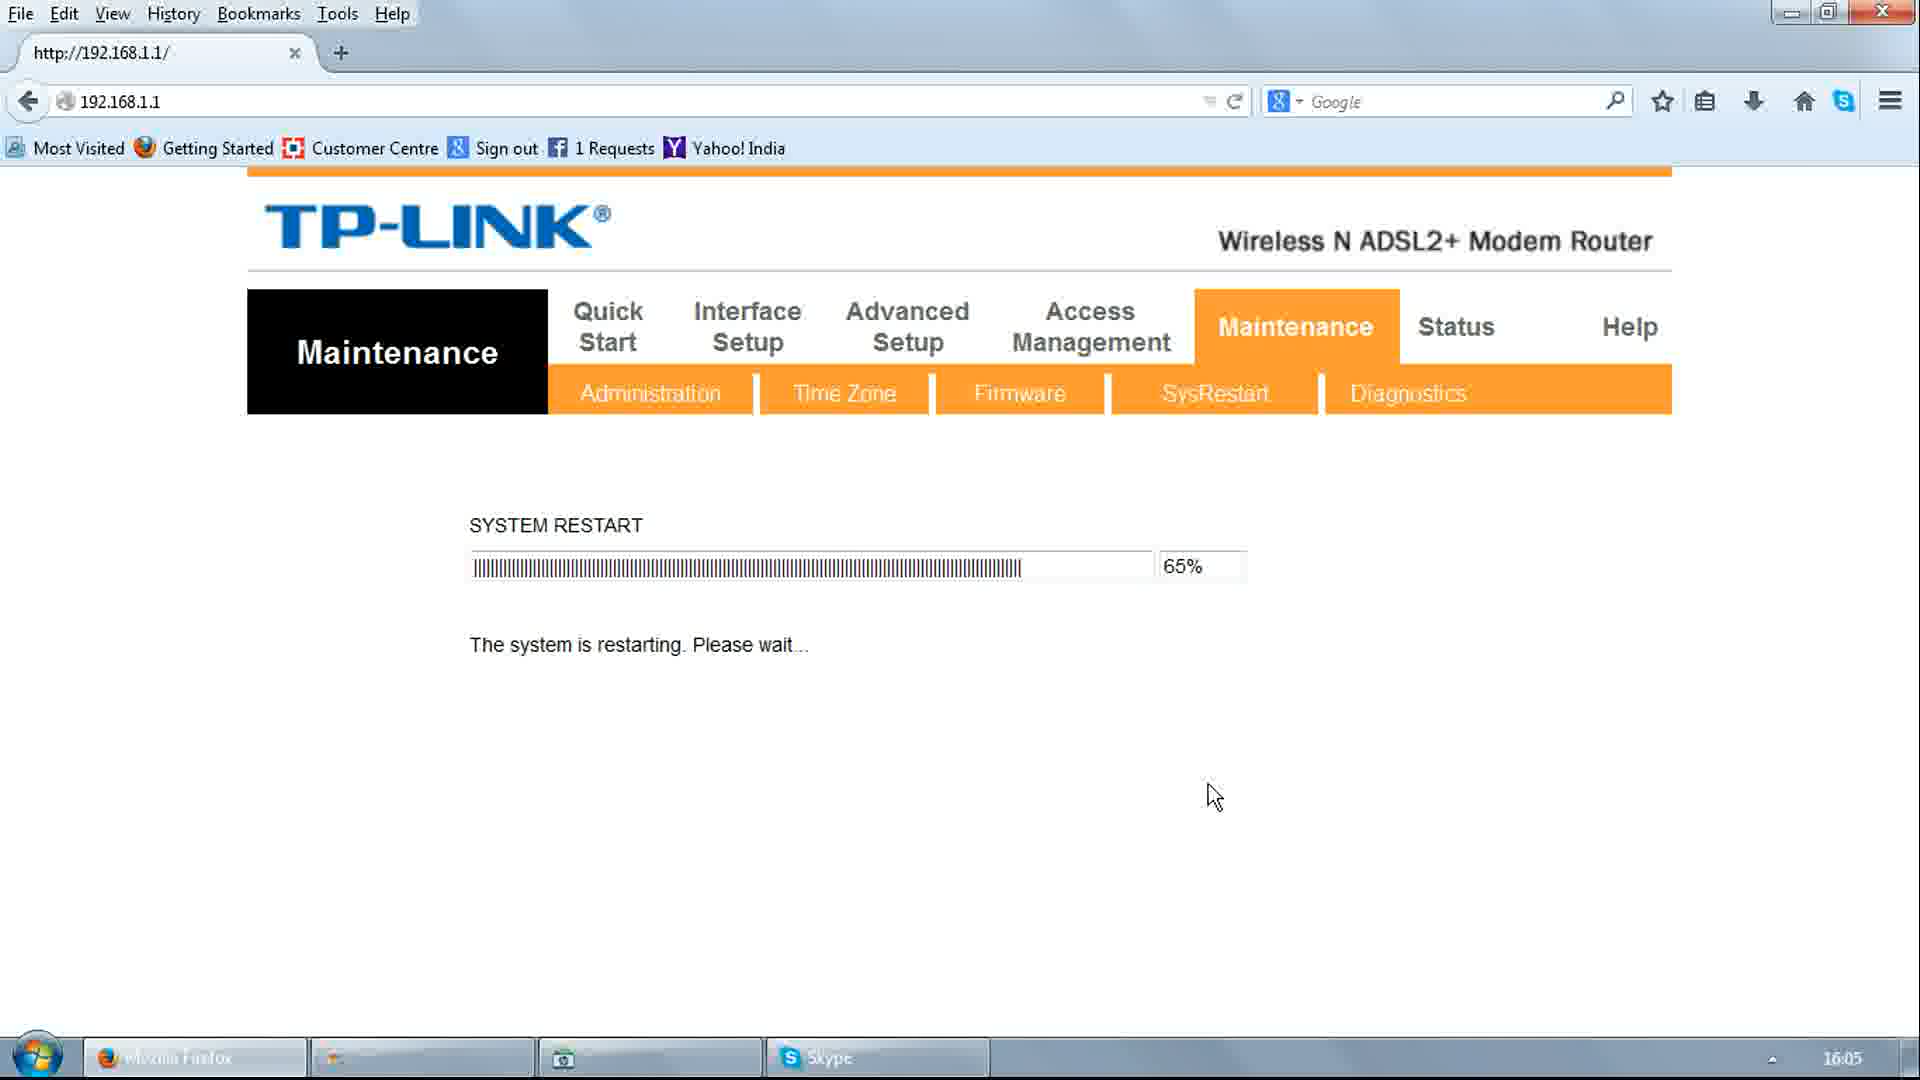 File Edit View History Bookmarks Tools Help
http://192.168.1.1/
192.168.1.1
Google
Most Visited Getting Started Customer Centre Sign out 1 Requests Yahoo! India
TP-LINK®
Wireless N ADSL2+ Modem Router
Maintenance
Quick Start
Interface Setup
Advanced Setup
Access Management
Maintenance
Status
Help
Administration Time Zone Firmware SysRestart Diagnostics
SYSTEM RESTART
65%
The system is restarting. Please wait...
Mozilla Firefox
Skype
16:05